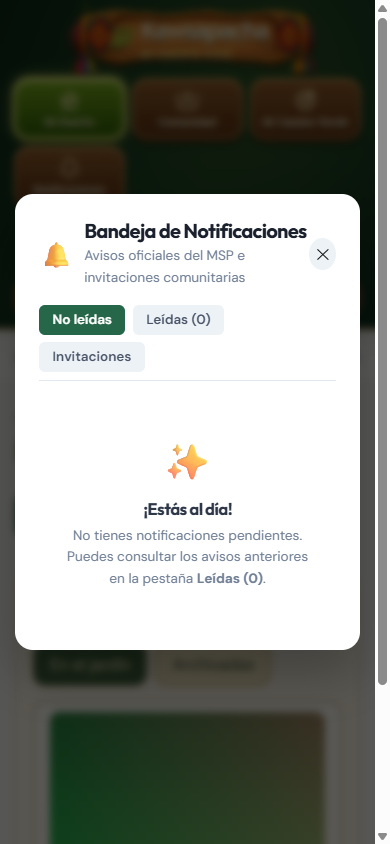 Bandeja de Notificaciones
Avisos oficiales del MSP e
invitaciones comunitarias
No leídas
Leídas (0)
Invitaciones
¡Estás al día!
No tienes notificaciones pendientes.
Puedes consultar los avisos anteriores
en la pestaña Leídas (0).